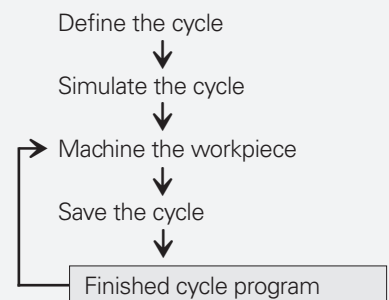 Define the cycle
Simulate the cycle
Machine the workpiece
Save the cycle
Finished cycle program